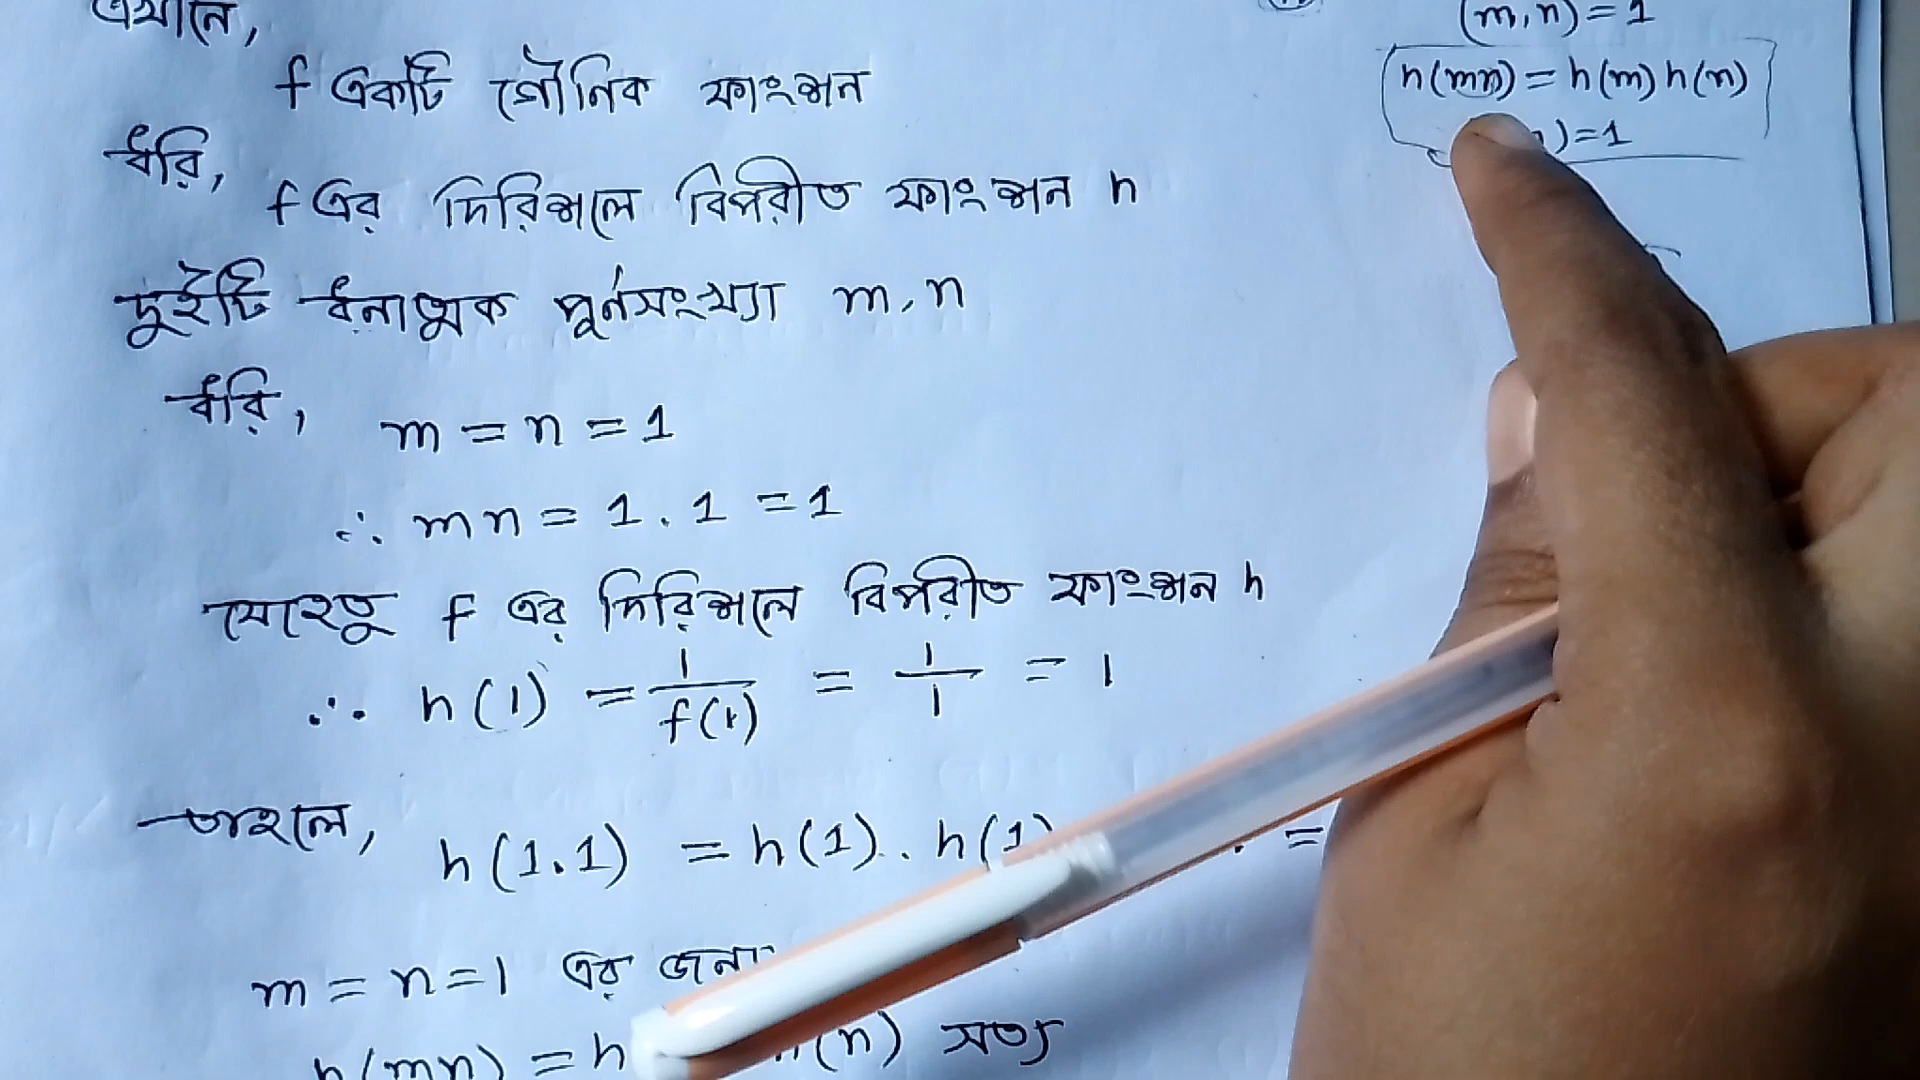 এখানে,
(m,n)=1
f একটি গৌনিক ফাংশন
h(mn)=h(m)h(n)
)=1
ধরি,
f এর দিরিশলে বিপরীত ফাংশন h
দুইটি ধনাত্মক পূর্নসংখ্যা m, n
ধরি, m = n = 1
∴ mn = 1.1 = 1
যেহেতু f এর দিরিশলে বিপরীত ফাংশন h
∴ h(1) = 1/f(1) = 1/1 = 1
তাহলে, h(1.1) = h(1). h(1) =
m = n = 1 এর জন্য
h(mn) = h (n) সত্য